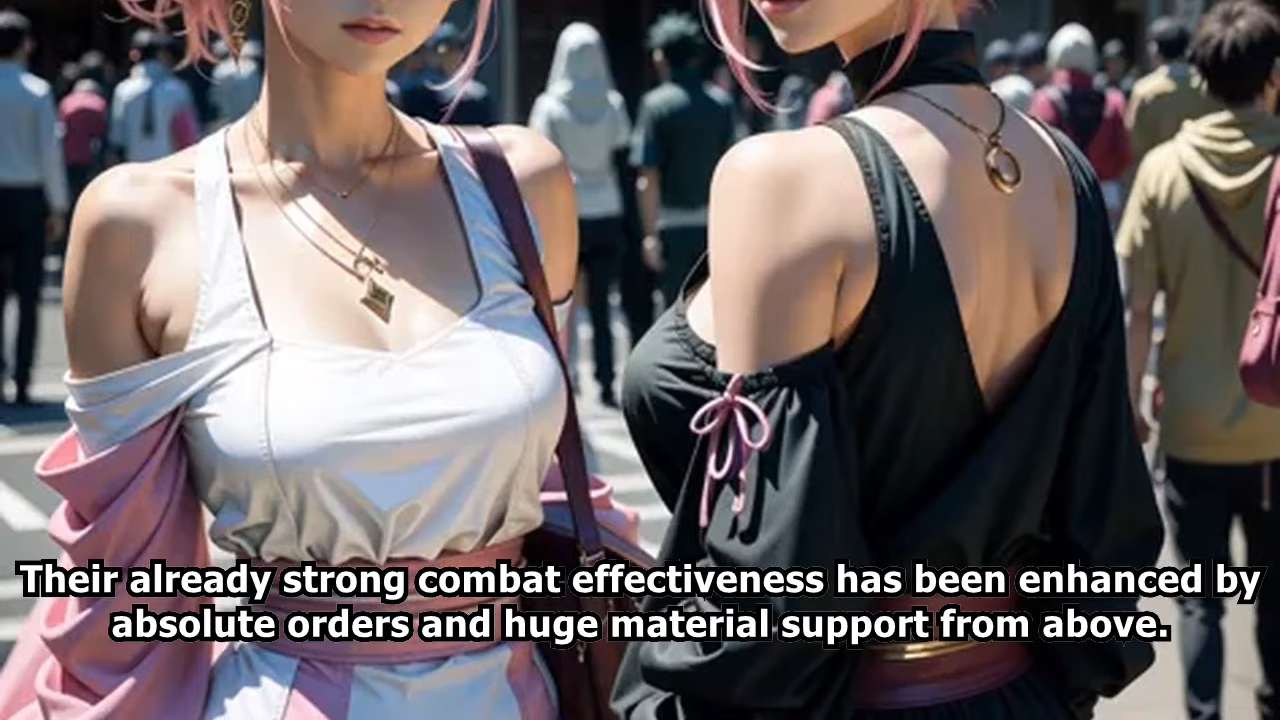 Their already strong combat effectiveness has been enhanced by
absolute orders and huge material support from above.